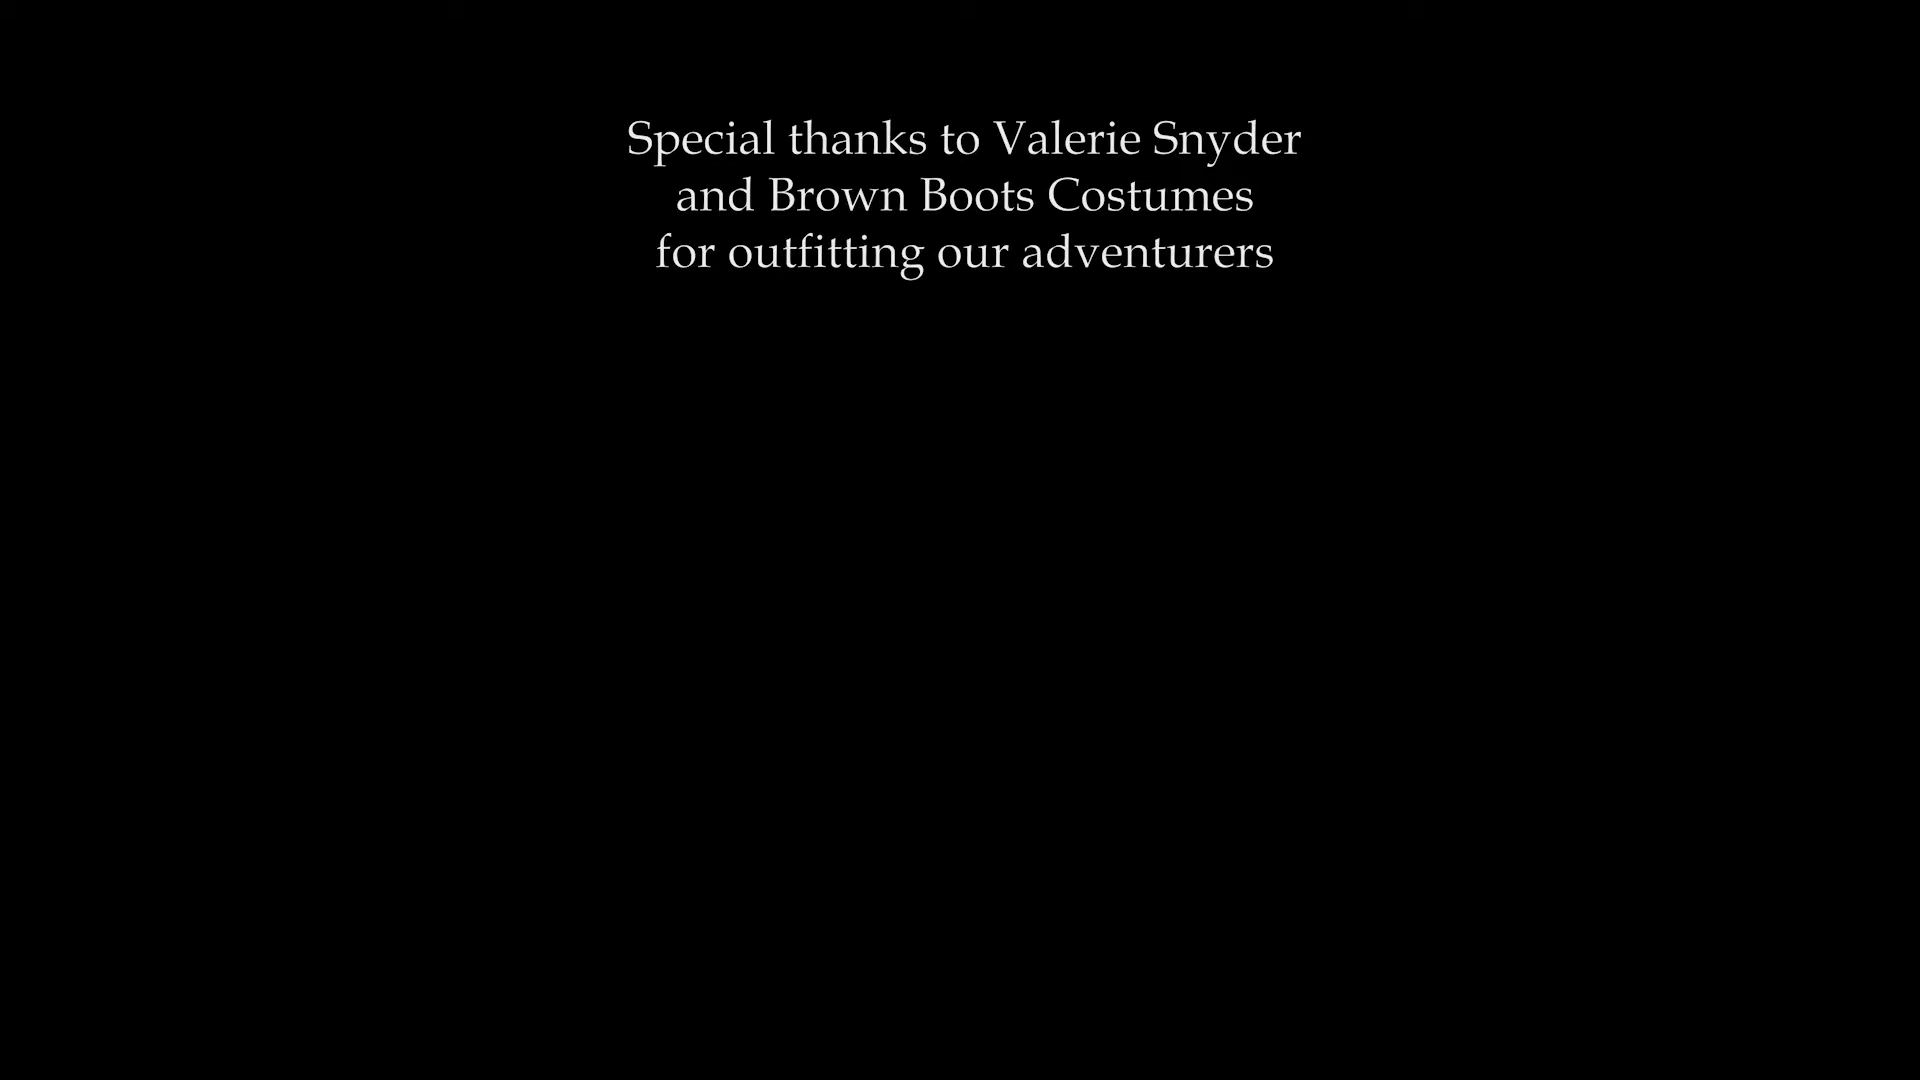 Special thanks to Valerie Snyder
and Brown Boots Costumes
for outfitting our adventurers